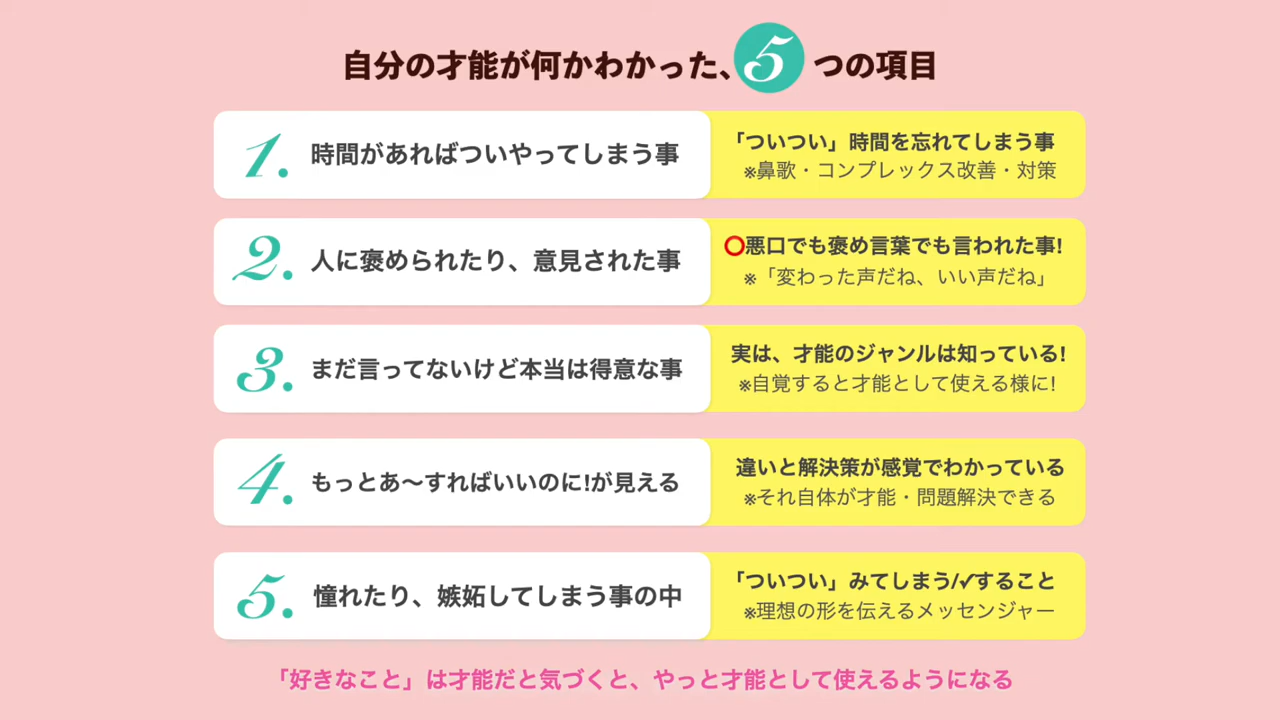 自分の才能が何かわかった、5つの項目
1. 時間があればついやってしまう事
「ついつい」時間を忘れてしまう事
※鼻歌・コンプレックス改善・対策
2. 人に褒められたり、意見された事
⭕悪口でも褒め言葉でも言われた事!
※「変わった声だね、いい声だね」
3. まだ言ってないけど本当は得意な事
実は、才能のジャンルは知っている!
※自覚すると才能として使える様に!
4. もっとあ〜すればいいのに!が見える
違いと解決策が感覚でわかっている
※それ自体が才能・問題解決できる
5. 憧れたり、嫉妬してしまう事の中
「ついつい」みてしまう/✓すること
※理想の形を伝えるメッセンジャー
「好きなこと」は才能だと気づくと、やっと才能として使えるようになる